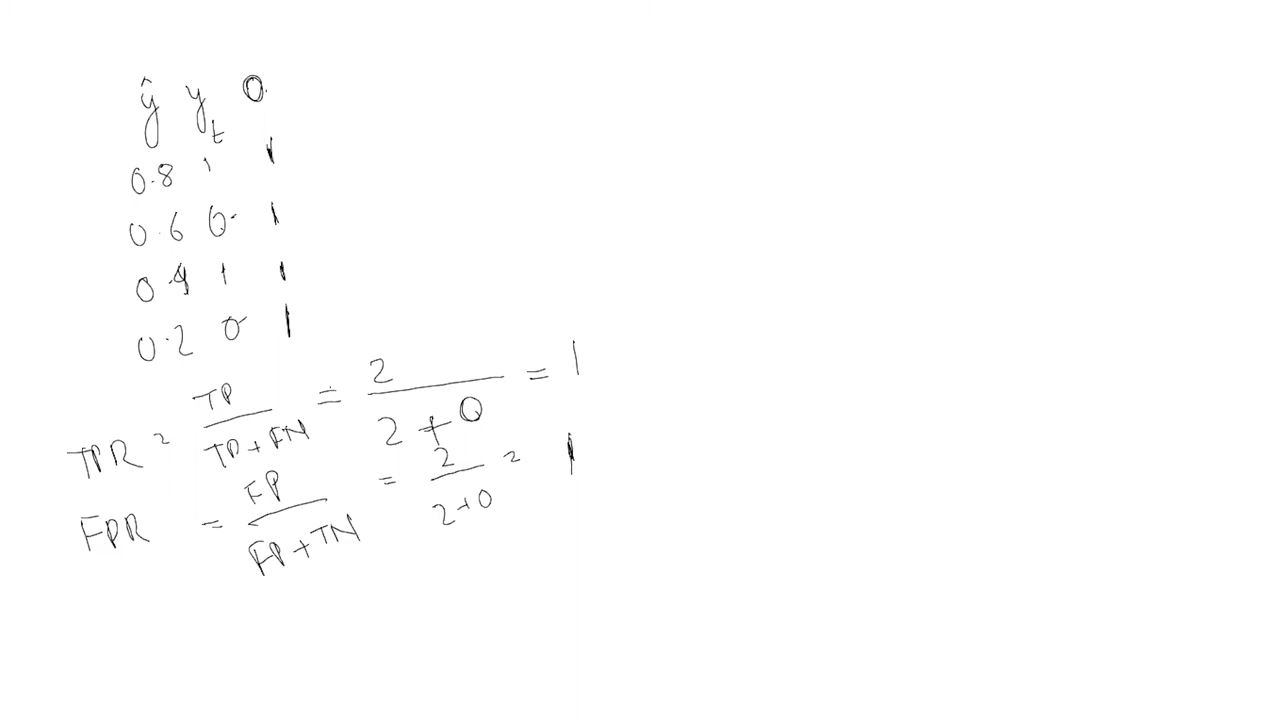 ŷ y_t 0
0.8 1 1
0.6 0 1
0.4 1 1
0.2 0 1
TPR = TP / (TP+FN) = 2 / (2+0) = 1
FPR = FP / (FP+TN) = 2 / (2+0) = 1